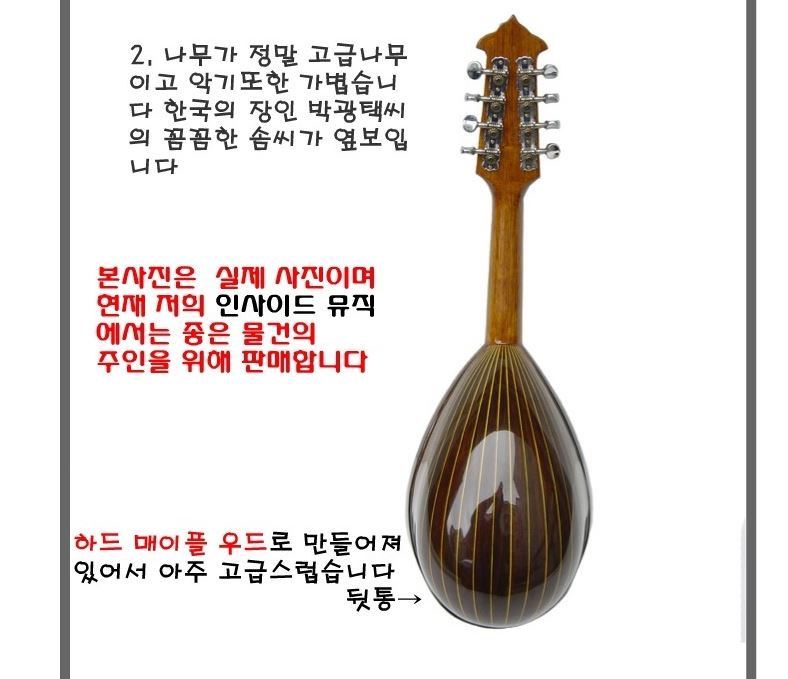 2. 나무가 정말 고급나무
이고 악기또한 가볍습니
다 한국의 장인 박광택씨
의 꼼꼼한 솜씨가 옆보입
니다
본사진은 실제 사진이며
현재 저희 인사이드 뮤직
에서는 좋은 물건의
주인을 위해 판매합니다
하드 매이플 우드로 만들어져
있어서 아주 고급스럽습니다
뒷통→